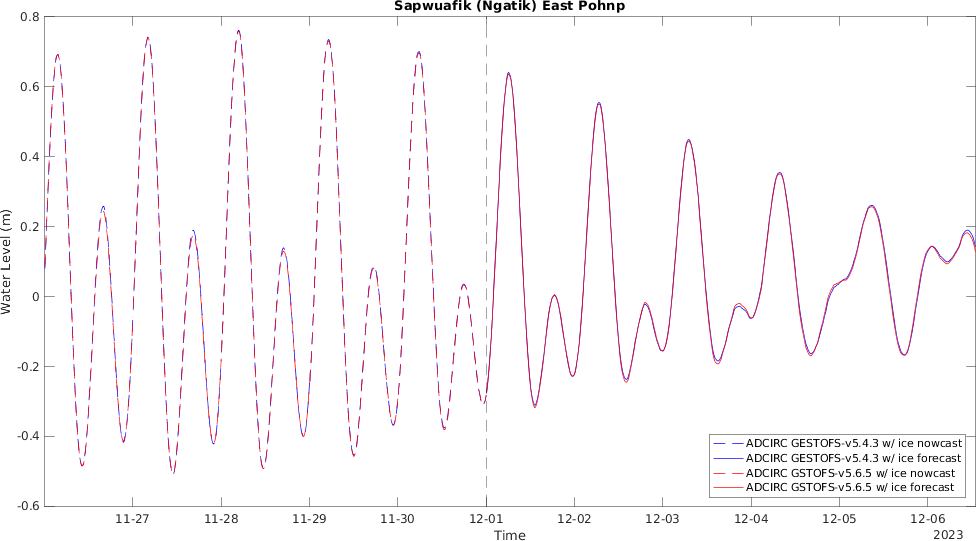 Sapwuafik (Ngatik) East Pohnp
0.8
0.6
0.4
0.2
0
-0.2
-0.4
-0.6
Water Level (m)
11-27 11-28 11-29 11-30 12-01 12-02 12-03 12-04 12-05 12-06
Time
2023
ADCIRC GESTOFS-v5.4.3 w/ ice nowcast
ADCIRC GESTOFS-v5.4.3 w/ ice forecast
ADCIRC GSTOFS-v5.6.5 w/ ice nowcast
ADCIRC GSTOFS-v5.6.5 w/ ice forecast